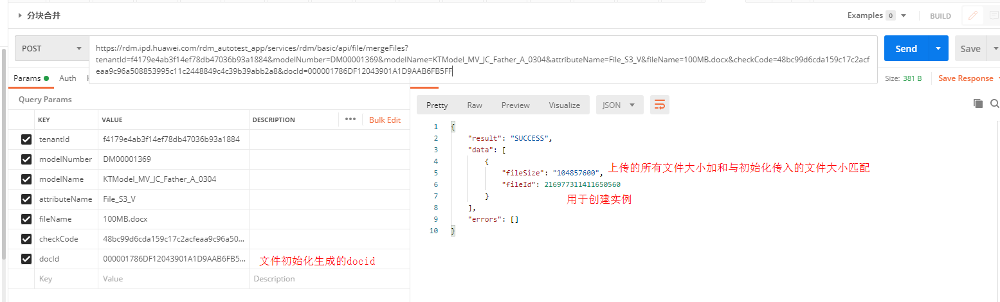 分块合并
Examples 0
BUILD
POST
https://rdm.ipd.huawei.com/rdm_autotest_app/services/rdm/basic/api/file/mergeFiles?
tenantId=f4179e4ab3f14ef78db47036b93a1884&modelNumber=DM00001369&modelName=KTModel_MV_JC_Father_A_0304&attributeName=File_S3_V&fileName=100MB.docx&checkCode=48bc99d6cda159c17c2acf
eaa9c96a508853995c11c2448849c4c39b39abb2a8&docId=000001786DF12043901A1D9AAB6FB5FF
Send
Save
Params
Auth
Size: 381 B
Save Response
Query Params
KEY VALUE DESCRIPTION ••• Bulk Edit
tenantId f4179e4ab3f14ef78db47036b93a1884
modelNumber DM00001369
modelName KTModel_MV_JC_Father_A_0304
attributeName File_S3_V
fileName 100MB.docx
checkCode 48bc99d6cda159c17c2acfeaa9c96a50...
docId 000001786DF12043901A1D9AAB6FB5... 文件初始化生成的docid
Key Value Description
Pretty Raw Preview Visualize JSON
1 {
2 "result": "SUCCESS",
3 "data": [
4 {
5 "fileSize": "104857600", 上传的所有文件大小加和与初始化传入的文件大小匹配
6 "fileId": 216977311411650560
7 } 用于创建实例
8 ],
9 "errors": []
10 }